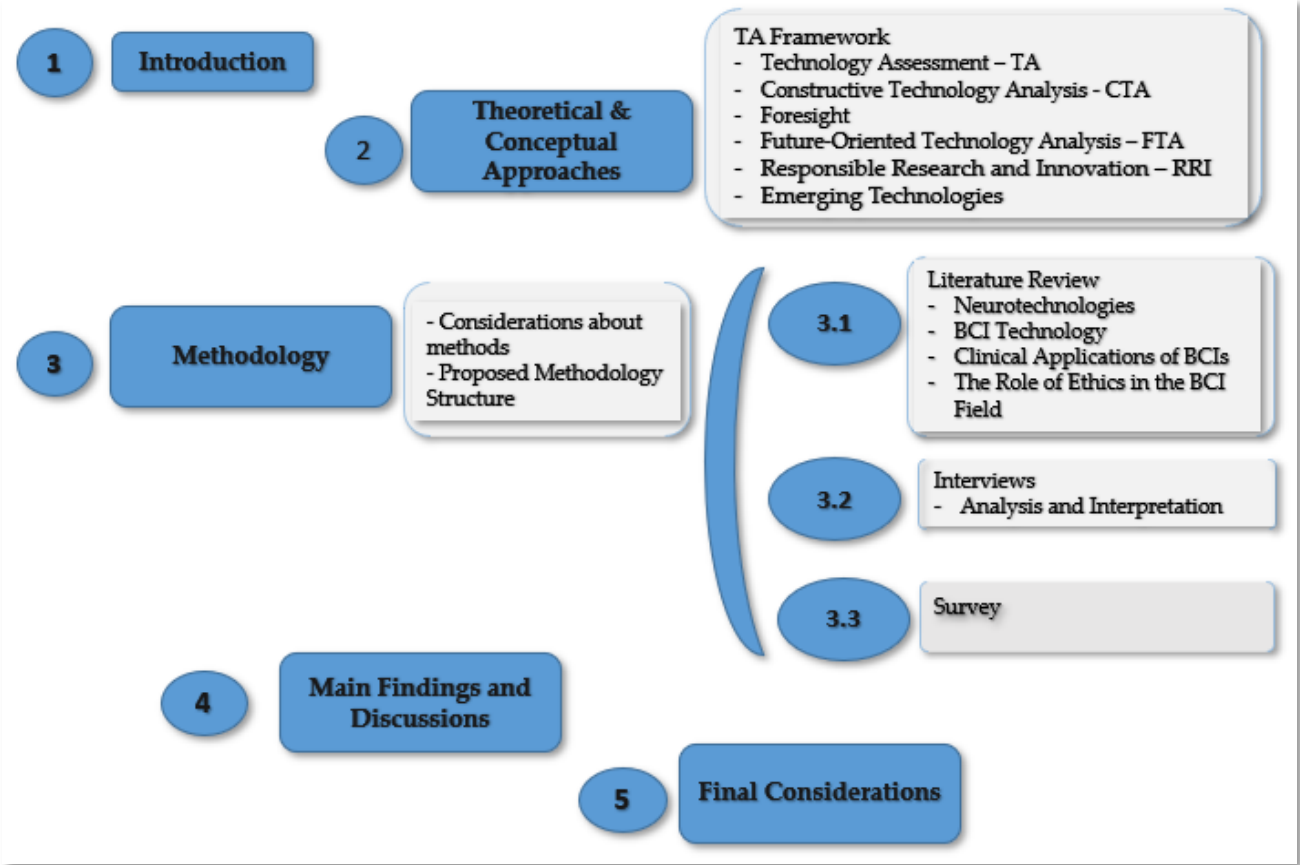 1
Introduction
2
Theoretical &
Conceptual
Approaches
TA Framework
- Technology Assessment – TA
- Constructive Technology Analysis - CTA
- Foresight
- Future-Oriented Technology Analysis – FTA
- Responsible Research and Innovation – RRI
- Emerging Technologies
3
Methodology
- Considerations about
methods
- Proposed Methodology
Structure
3.1
Literature Review
- Neurotechnologies
- BCI Technology
- Clinical Applications of BCIs
- The Role of Ethics in the BCI
Field
3.2
Interviews
- Analysis and Interpretation
3.3
Survey
4
Main Findings and
Discussions
5
Final Considerations